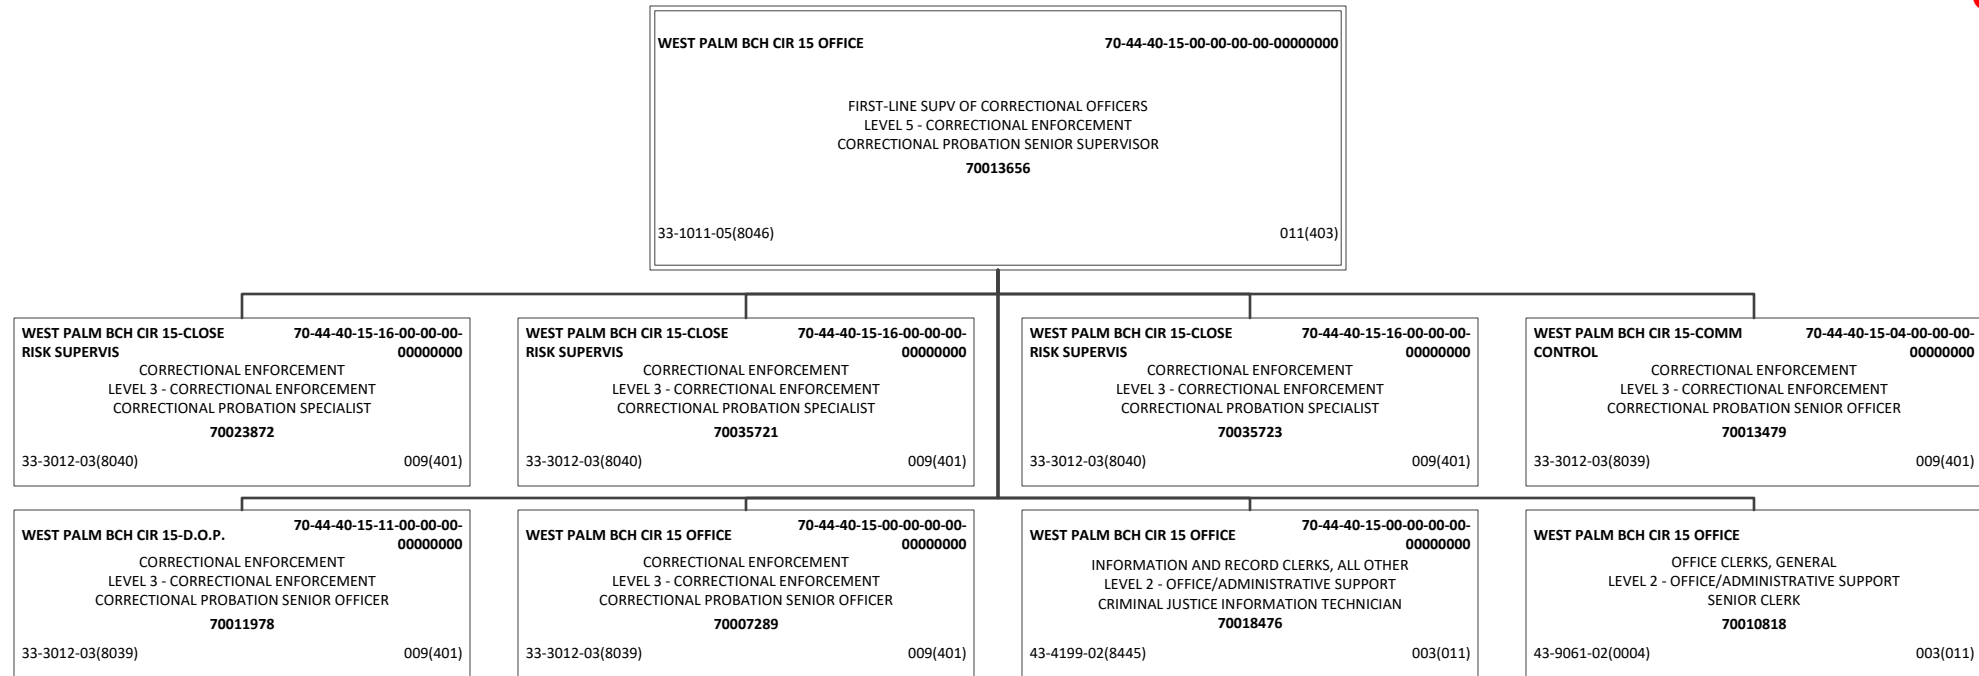 WEST PALM BCH CIR 15 OFFICE 70-44-40-15-00-00-00-00-00000000
FIRST-LINE SUPV OF CORRECTIONAL OFFICERS
LEVEL 5 - CORRECTIONAL ENFORCEMENT
CORRECTIONAL PROBATION SENIOR SUPERVISOR
70013656
33-1011-05(8046) 011(403)
WEST PALM BCH CIR 15-CLOSE 70-44-40-15-16-00-00-00-
RISK SUPERVIS 00000000
CORRECTIONAL ENFORCEMENT
LEVEL 3 - CORRECTIONAL ENFORCEMENT
CORRECTIONAL PROBATION SPECIALIST
70023872
33-3012-03(8040) 009(401)
WEST PALM BCH CIR 15-CLOSE 70-44-40-15-16-00-00-00-
RISK SUPERVIS 00000000
CORRECTIONAL ENFORCEMENT
LEVEL 3 - CORRECTIONAL ENFORCEMENT
CORRECTIONAL PROBATION SPECIALIST
70035721
33-3012-03(8040) 009(401)
WEST PALM BCH CIR 15-CLOSE 70-44-40-15-16-00-00-00-
RISK SUPERVIS 00000000
CORRECTIONAL ENFORCEMENT
LEVEL 3 - CORRECTIONAL ENFORCEMENT
CORRECTIONAL PROBATION SPECIALIST
70035723
33-3012-03(8040) 009(401)
WEST PALM BCH CIR 15-COMM 70-44-40-15-04-00-00-00-
CONTROL 00000000
CORRECTIONAL ENFORCEMENT
LEVEL 3 - CORRECTIONAL ENFORCEMENT
CORRECTIONAL PROBATION SENIOR OFFICER
70013479
33-3012-03(8039) 009(401)
WEST PALM BCH CIR 15-D.O.P. 70-44-40-15-11-00-00-00-
00000000
CORRECTIONAL ENFORCEMENT
LEVEL 3 - CORRECTIONAL ENFORCEMENT
CORRECTIONAL PROBATION SENIOR OFFICER
70011978
33-3012-03(8039) 009(401)
WEST PALM BCH CIR 15 OFFICE 70-44-40-15-00-00-00-00-
00000000
CORRECTIONAL ENFORCEMENT
LEVEL 3 - CORRECTIONAL ENFORCEMENT
CORRECTIONAL PROBATION SENIOR OFFICER
70007289
33-3012-03(8039) 009(401)
WEST PALM BCH CIR 15 OFFICE 70-44-40-15-00-00-00-00-
00000000
INFORMATION AND RECORD CLERKS, ALL OTHER
LEVEL 2 - OFFICE/ADMINISTRATIVE SUPPORT
CRIMINAL JUSTICE INFORMATION TECHNICIAN
70018476
43-4199-02(8445) 003(011)
WEST PALM BCH CIR 15 OFFICE
OFFICE CLERKS, GENERAL
LEVEL 2 - OFFICE/ADMINISTRATIVE SUPPORT
SENIOR CLERK
70010818
43-9061-02(0004) 003(011)